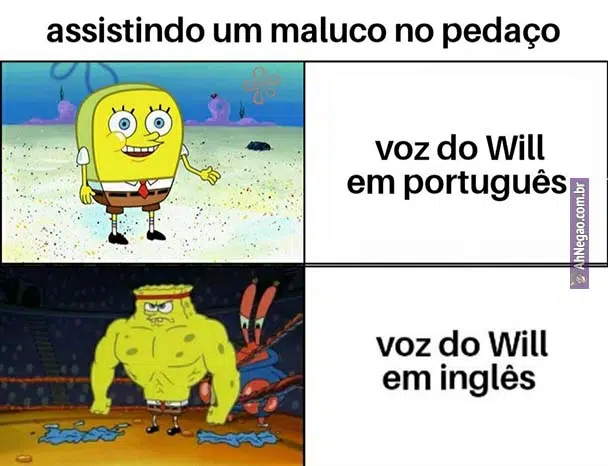 assistindo um maluco no pedaço
voz do Will
em português
AhNegao.com.br
voz do Will
em inglês